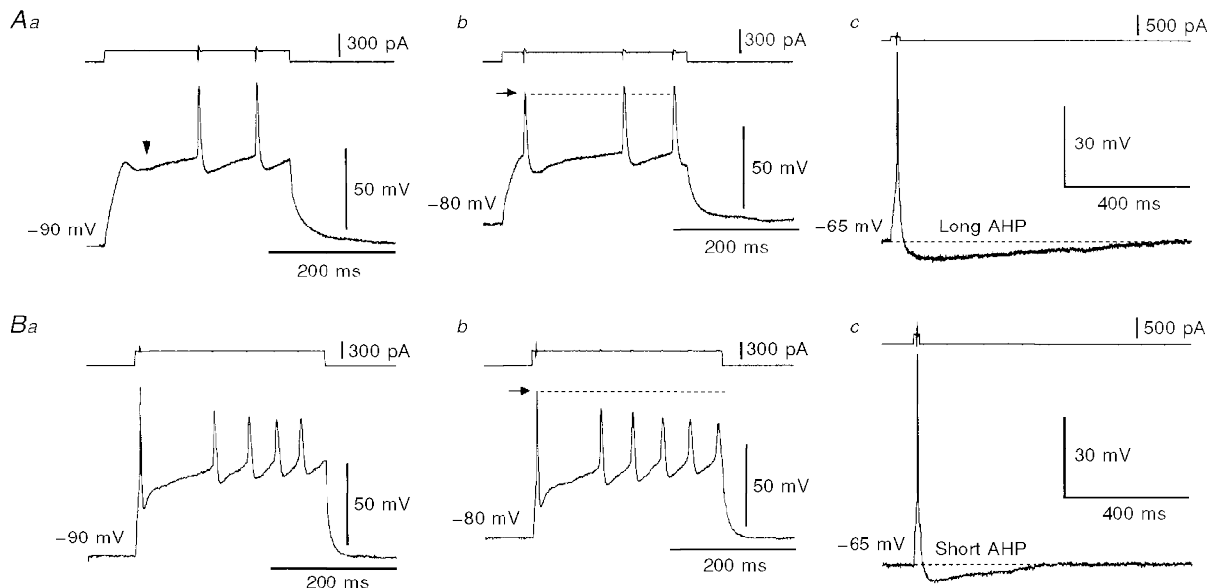 Aa
300 pA
−90 mV
50 mV
200 ms
b
300 pA
−80 mV
50 mV
200 ms
c
500 pA
30 mV
400 ms
−65 mV
Long AHP
Ba
300 pA
−90 mV
50 mV
200 ms
b
300 pA
−80 mV
50 mV
200 ms
c
500 pA
30 mV
400 ms
−65 mV
Short AHP